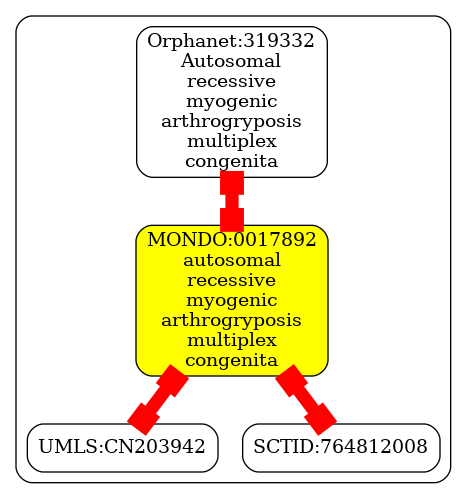 Orphanet:319332
Autosomal
recessive
myogenic
arthrogryposis
multiplex
congenita
MONDO:0017892
autosomal
recessive
myogenic
arthrogryposis
multiplex
congenita
UMLS:CN203942
SCTID:764812008